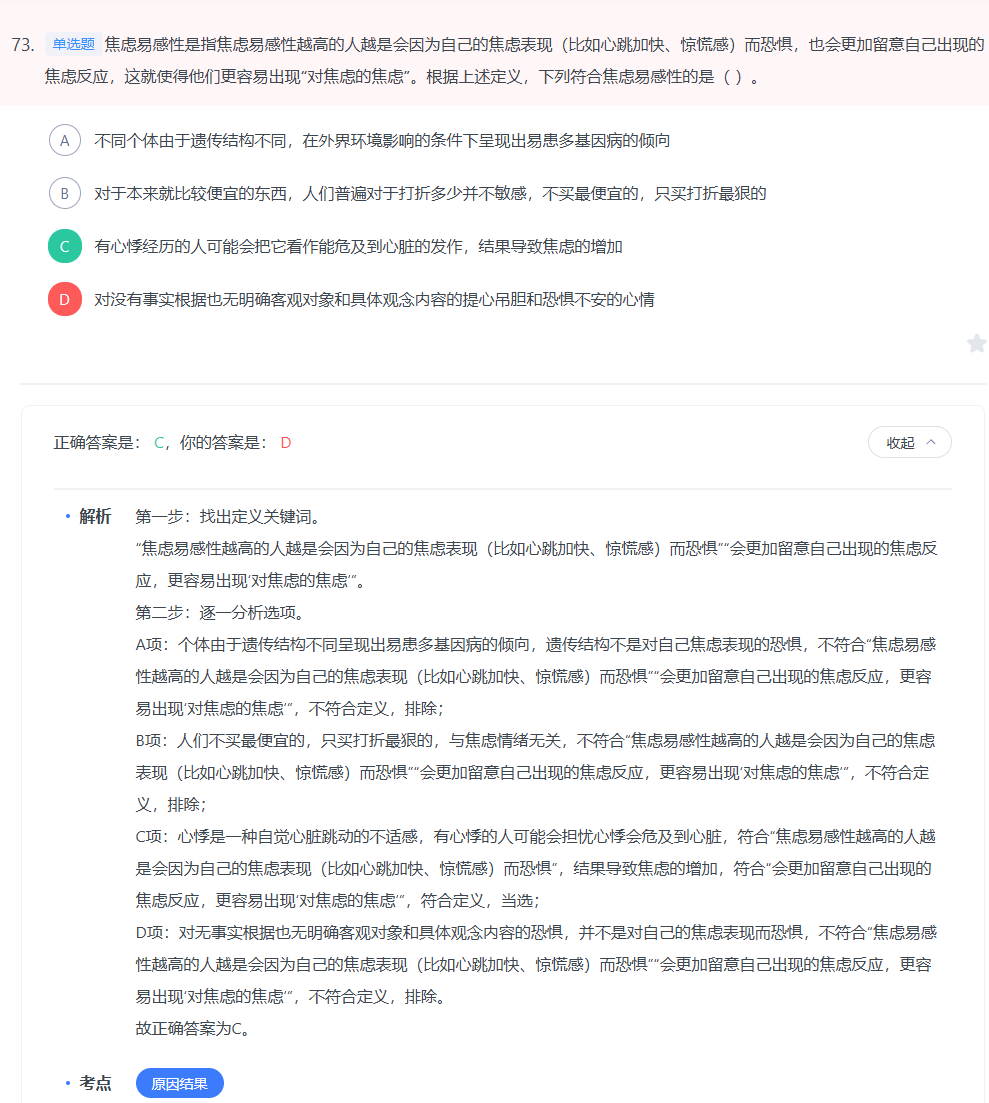 73. 单选题 焦虑易感性是指焦虑易感性越高的人越是会因为自己的焦虑表现（比如心跳加快、惊慌感）而恐惧，也会更加留意自己出现的
焦虑反应，这就使得他们更容易出现“对焦虑的焦虑”。根据上述定义，下列符合焦虑易感性的是（ ）。
A 不同个体由于遗传结构不同，在外界环境影响的条件下呈现出易患多基因病的倾向
B 对于本来就比较便宜的东西，人们普遍对于打折多少并不敏感，不买最便宜的，只买打折最狠的
C 有心悸经历的人可能会把它看作能危及到心脏的发作，结果导致焦虑的增加
D 对没有事实根据也无明确客观对象和具体观念内容的提心吊胆和恐惧不安的心情
正确答案是： C，你的答案是： D
收起
解析 第一步：找出定义关键词。
“焦虑易感性越高的人越是会因为自己的焦虑表现（比如心跳加快、惊慌感）而恐惧”“会更加留意自己出现的焦虑反
应，更容易出现‘对焦虑的焦虑’”。
第二步：逐一分析选项。
A项：个体由于遗传结构不同呈现出易患多基因病的倾向，遗传结构不是对自己焦虑表现的恐惧，不符合“焦虑易感
性越高的人越是会因为自己的焦虑表现（比如心跳加快、惊慌感）而恐惧”“会更加留意自己出现的焦虑反应，更容
易出现‘对焦虑的焦虑’”，不符合定义，排除；
B项：人们不买最便宜的，只买打折最狠的，与焦虑情绪无关，不符合“焦虑易感性越高的人越是会因为自己的焦虑
表现（比如心跳加快、惊慌感）而恐惧”“会更加留意自己出现的焦虑反应，更容易出现‘对焦虑的焦虑’”，不符合定
义，排除；
C项：心悸是一种自觉心脏跳动的不适感，有心悸的人可能会担忧心悸会危及到心脏，符合“焦虑易感性越高的人越
是会因为自己的焦虑表现（比如心跳加快、惊慌感）而恐惧”，结果导致焦虑的增加，符合“会更加留意自己出现的
焦虑反应，更容易出现‘对焦虑的焦虑’”，符合定义，当选；
D项：对无事实根据也无明确客观对象和具体观念内容的恐惧，并不是对自己的焦虑表现而恐惧，不符合“焦虑易感
性越高的人越是会因为自己的焦虑表现（比如心跳加快、惊慌感）而恐惧”“会更加留意自己出现的焦虑反应，更容
易出现‘对焦虑的焦虑’”，不符合定义，排除。
故正确答案为C。
考点 原因结果